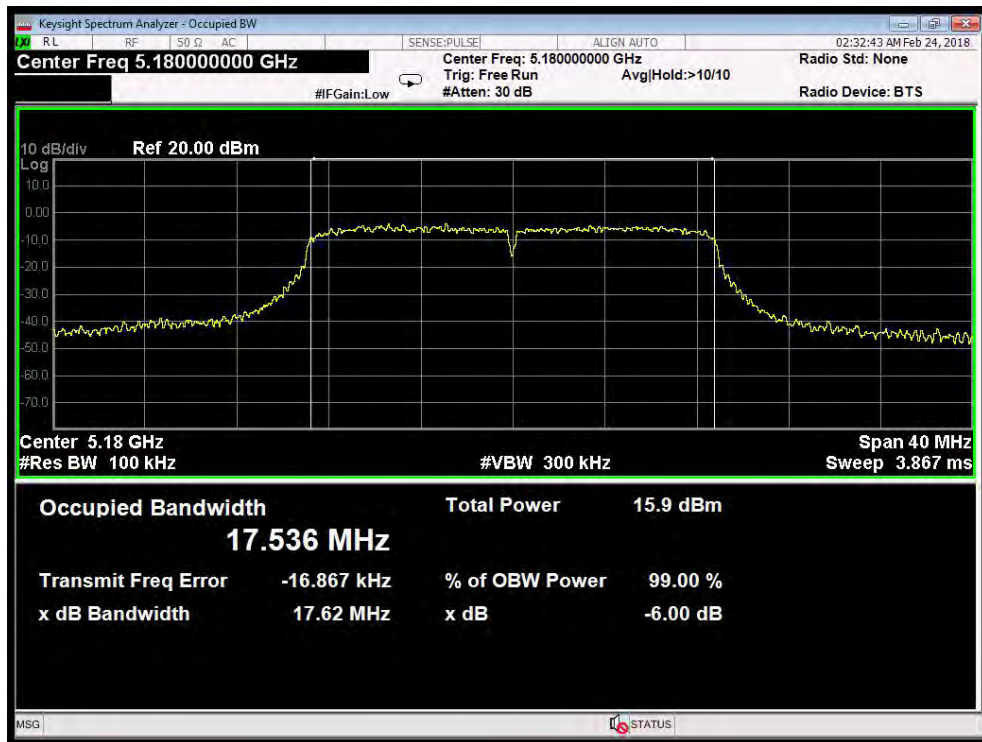 Keysight Spectrum Analyzer - Occupied BW
LXI RL RF 50 Ω AC SENSE:PULSE ALIGN AUTO 02:32:43 AM Feb 24, 2018
Center Freq 5.180000000 GHz Center Freq: 5.180000000 GHz Radio Std: None
Trig: Free Run Avg|Hold:>10/10
#IFGain:Low #Atten: 30 dB Radio Device: BTS
10 dB/div Ref 20.00 dBm
Log
10.0
0.00
-10.0
-20.0
-30.0
-40.0
-50.0
-60.0
-70.0
Center 5.18 GHz Span 40 MHz
#Res BW 100 kHz #VBW 300 kHz Sweep 3.867 ms
Occupied Bandwidth Total Power 15.9 dBm
17.536 MHz
Transmit Freq Error -16.867 kHz % of OBW Power 99.00 %
x dB Bandwidth 17.62 MHz x dB -6.00 dB
MSG STATUS